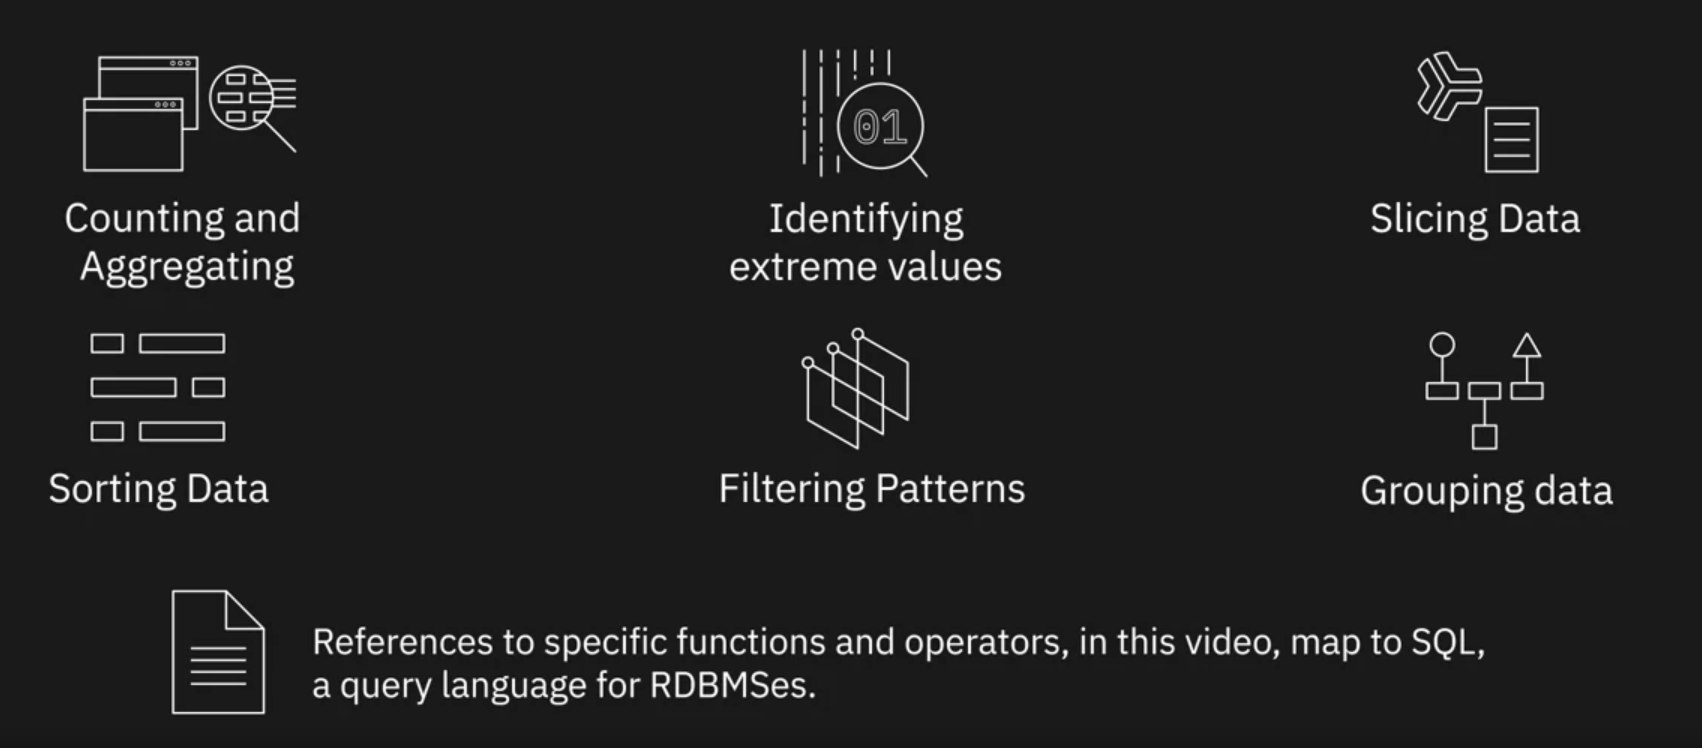 01
Counting and
Aggregating
Identifying
extreme values
Slicing Data
Sorting Data
Filtering Patterns
Grouping data
References to specific functions and operators, in this video, map to SQL,
a query language for RDBMSes.